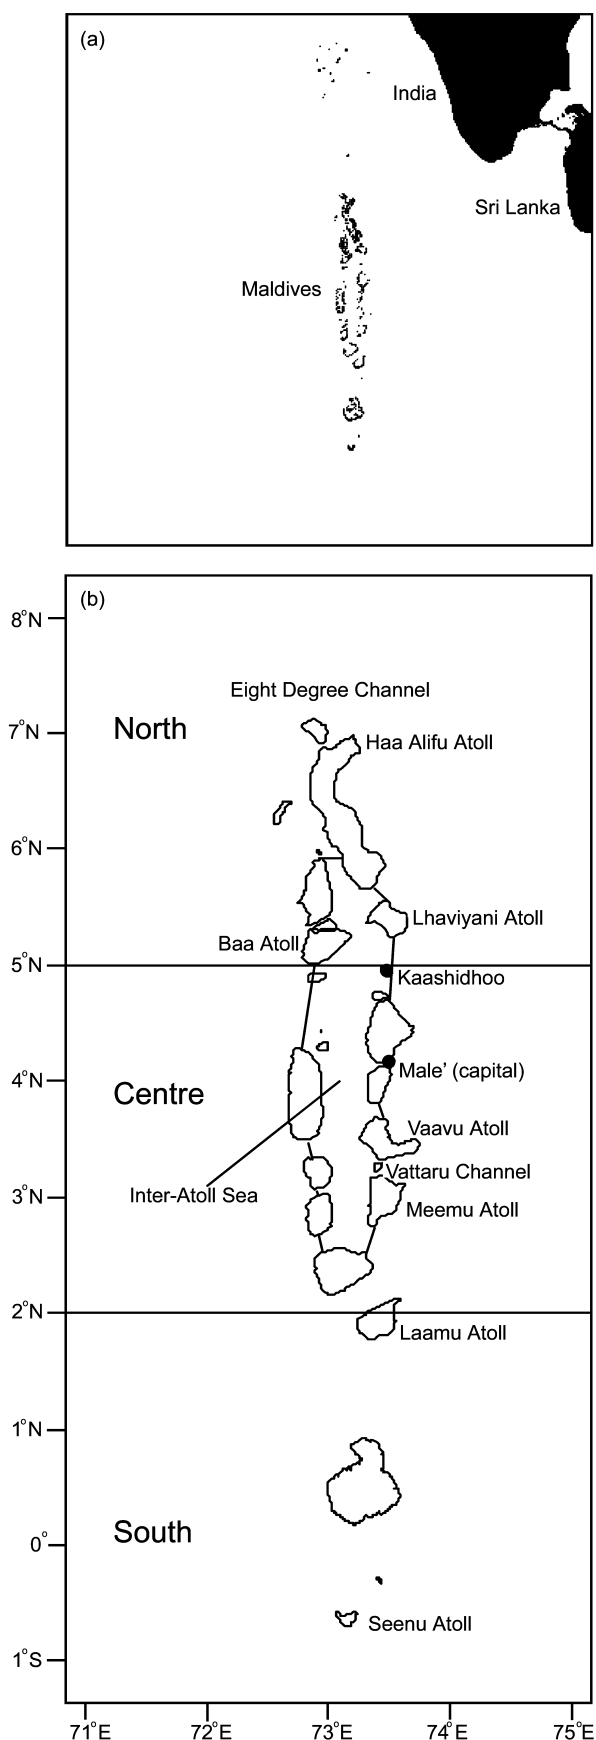 (a)
India
Sri Lanka
Maldives
(b)
8°N
Eight Degree Channel
7°N
North
Haa Alifu Atoll
6°N
Lhaviyani Atoll
Baa Atoll
5°N
Kaashidhoo
Male' (capital)
4°N
Centre
Vaavu Atoll
Vattaru Channel
Inter-Atoll Sea
3°N
Meemu Atoll
2°N
Laamu Atoll
1°N
South
0°
Seenu Atoll
1°S
71°E 72°E 73°E 74°E 75°E